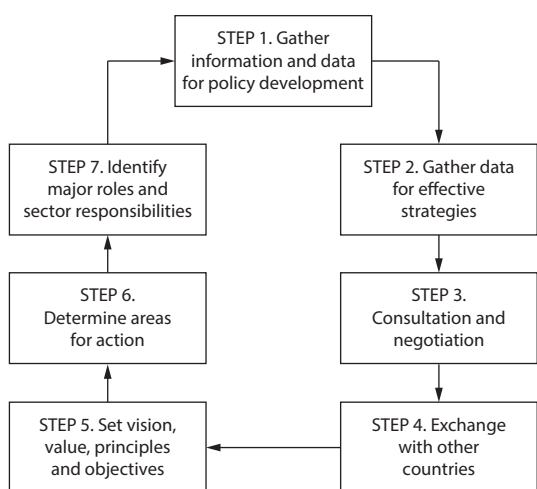 STEP 1. Gather
information and data
for policy development
STEP 2. Gather data
for effective
strategies
STEP 3.
Consultation and
negotiation
STEP 4. Exchange
with other
countries
STEP 5. Set vision,
value, principles
and objectives
STEP 6.
Determine areas
for action
STEP 7. Identify
major roles and
sector responsibilities